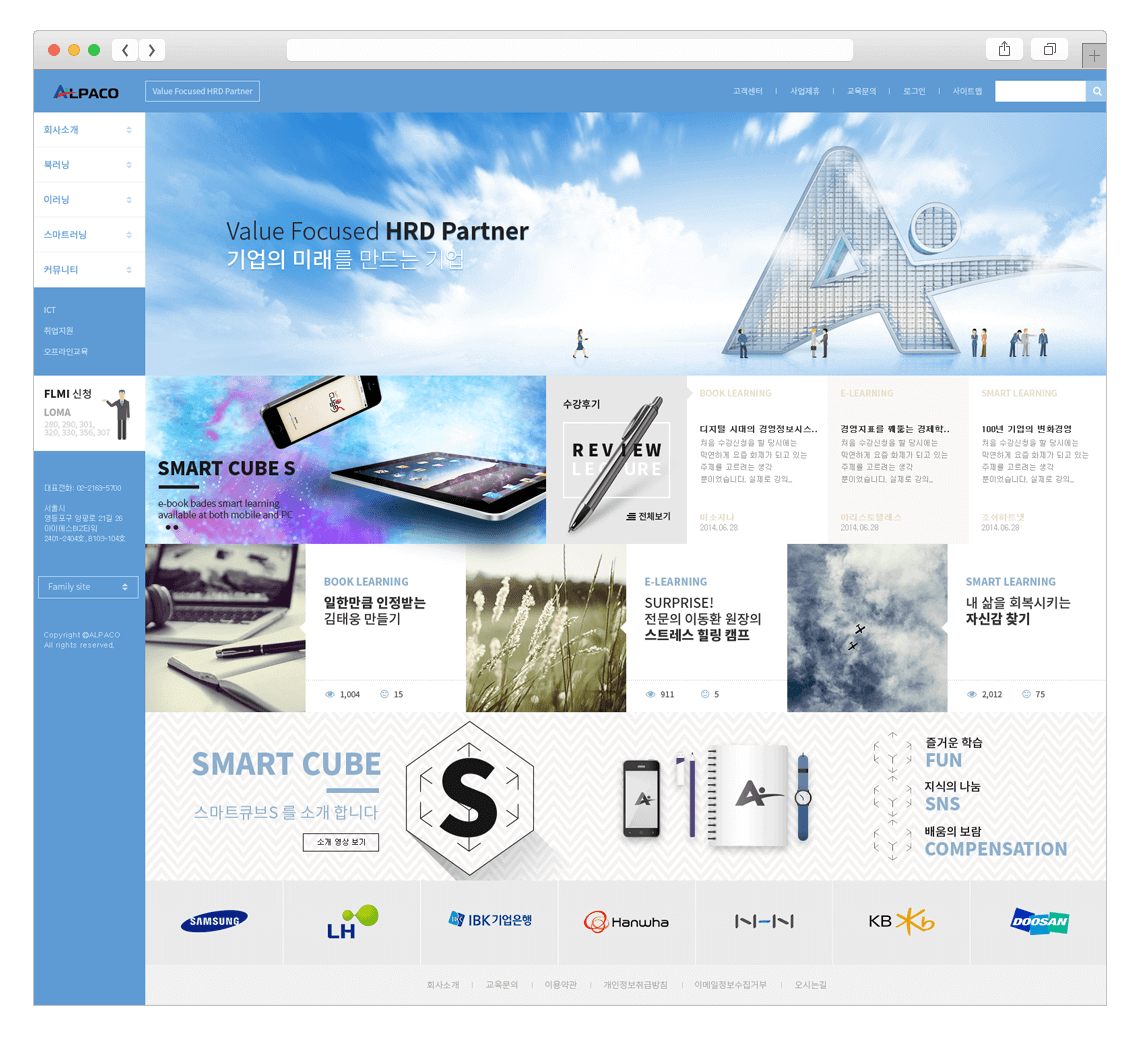 ALPACO
Value Focused HRD Partner
고객센터
사업제휴
교육문의
로그인
사이트맵
회사소개
북러닝
이러닝
스마트러닝
커뮤니티
ICT
취업지원
오프라인교육
FLMI 신청
LOMA
280, 290, 301,
320, 330, 356, 307
대표전화: 02-2163-5700
서울시
영등포구 양평로 21길 26
아이에스BIZ타워
2401~2404호, B103~104호
Family site
Copyright @ALPACO
All rights reserved.
Value Focused HRD Partner
기업의 미래를 만드는 기업
SMART CUBE S
e-book bades smart learning
available at both mobile and PC
수강후기
REVIEW
LECTURE
전체보기
BOOK LEARNING
디지털 시대의 경영정보시스..
처음 수강신청을 할 당시에는
막연하게 요즘 화제가 되고 있는
주제를 고르려는 생각
뿐이었습니다. 실제로 강의..
미소지나
2014.06.28
E-LEARNING
경영지표를 꿰뚫는 경제학..
처음 수강신청을 할 당시에는
막연하게 요즘 화제가 되고 있는
주제를 고르려는 생각
뿐이었습니다. 실제로 강의..
아리스토텔레스
2014.06.28
SMART LEARNING
100년 기업의 변화경영
처음 수강신청을 할 당시에는
막연하게 요즘 화제가 되고 있는
주제를 고르려는 생각
뿐이었습니다. 실제로 강의..
조쉬하트넷
2014.06.28
BOOK LEARNING
일한만큼 인정받는
김태웅 만들기
1,004
15
E-LEARNING
SURPRISE!
전문의 이동환 원장의
스트레스 힐링 캠프
911
5
SMART LEARNING
내 삶을 회복시키는
자신감 찾기
2,012
75
SMART CUBE
스마트큐브S 를 소개 합니다
소개 영상 보기
S
즐거운 학습
FUN
지식의 나눔
SNS
배움의 보람
COMPENSATION
SAMSUNG
LH
IBK기업은행
Hanwha
KB
DOOSAN
회사소개
교육문의
이용약관
개인정보취급방침
이메일정보수집거부
오시는길